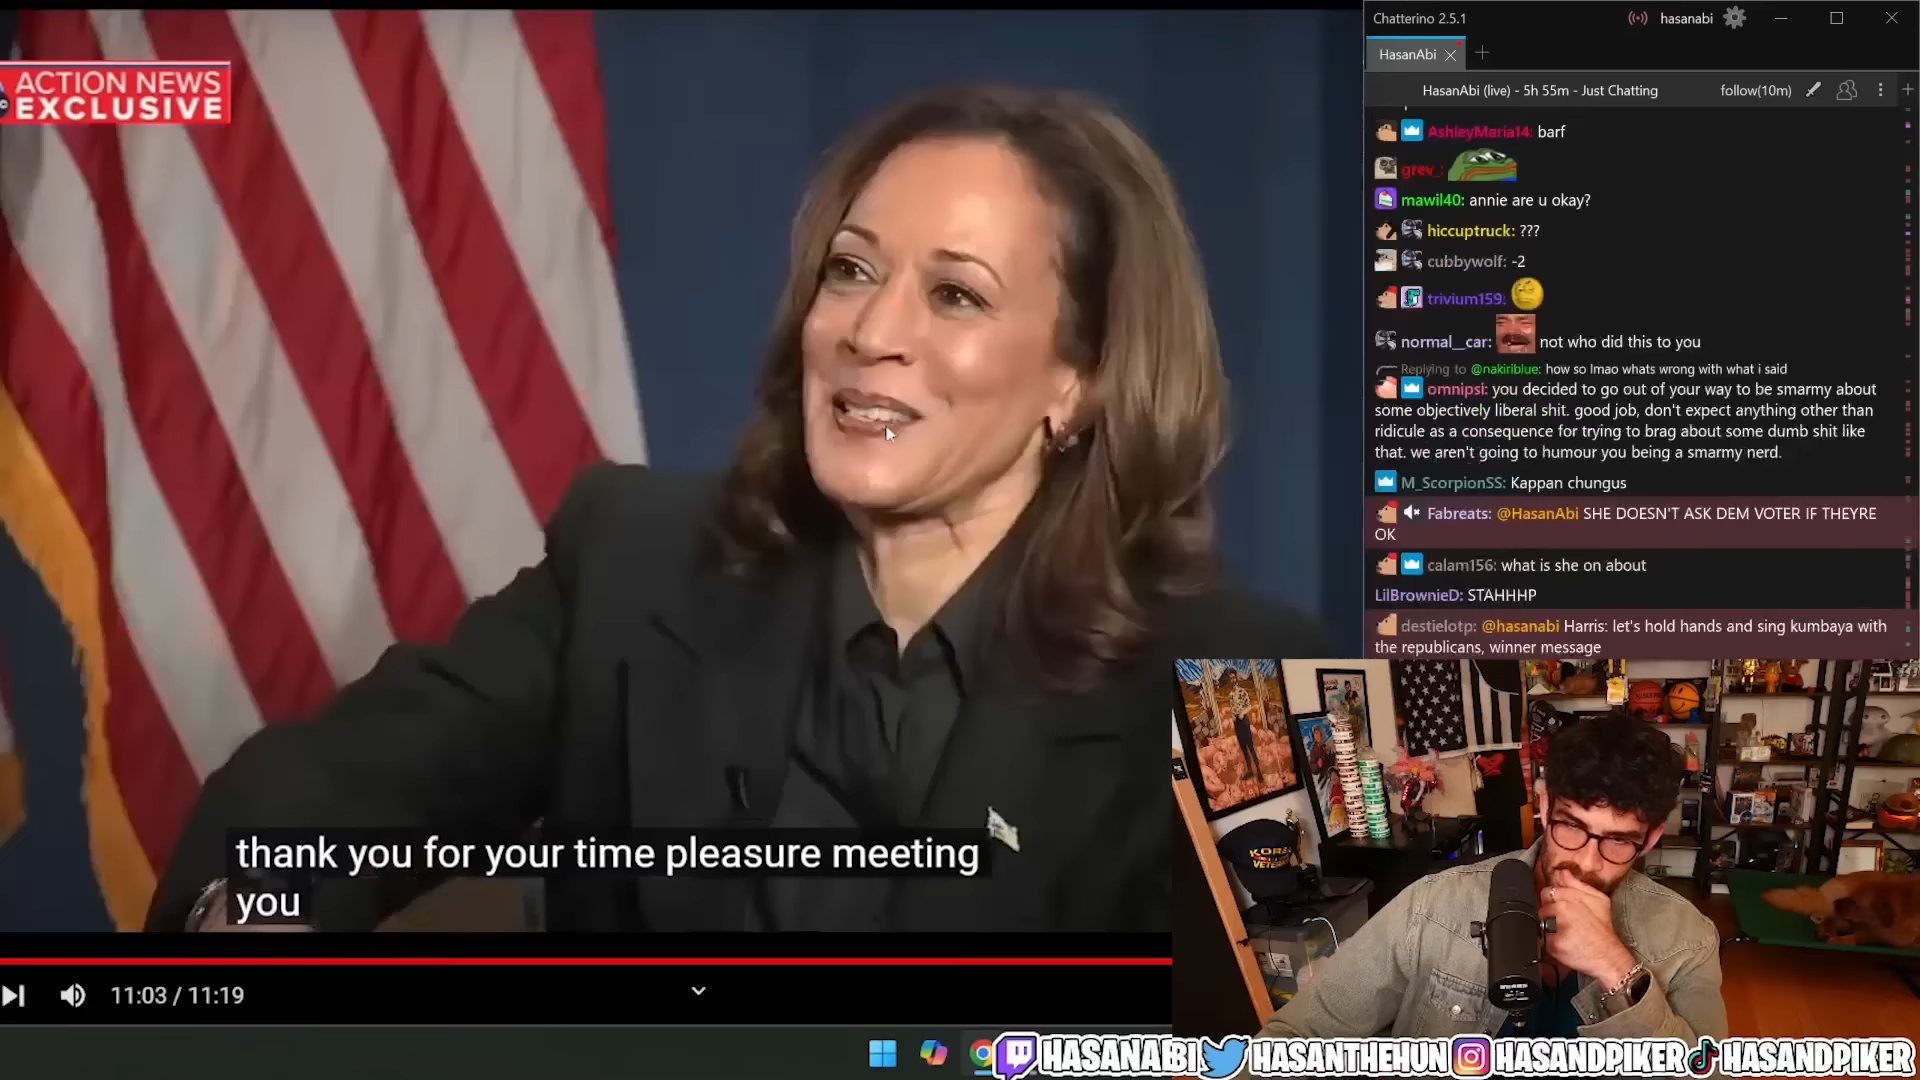 ACTION NEWS
EXCLUSIVE
thank you for your time pleasure meeting
you
11:03 / 11:19
Chatterino 2.5.1
hasanabi
HasanAbi
HasanAbi (live) - 5h 55m - Just Chatting
follow(10m)
AshleyMaria14: barf
grev_:
mawil40: annie are u okay?
hiccuptruck: ???
cubbywolf: -2
trivium159:
normal__car: not who did this to you
Replying to @nakiriblue: how so lmao whats wrong with what i said
omnipsi: you decided to go out of your way to be smarmy about
some objectively liberal shit. good job, don't expect anything other than
ridicule as a consequence for trying to brag about some dumb shit like
that. we aren't going to humour you being a smarmy nerd.
M_ScorpionSS: Kappan chungus
Fabreats: @HasanAbi SHE DOESN'T ASK DEM VOTER IF THEYRE
OK
calam156: what is she on about
LilBrownieD: STAHHHP
destielotp: @hasanabi Harris: let's hold hands and sing kumbaya with
the republicans, winner message
KOREA
VETERAN
HASANABI
HASANTHEHUN
HASANDPIKER
HASANDPIKER